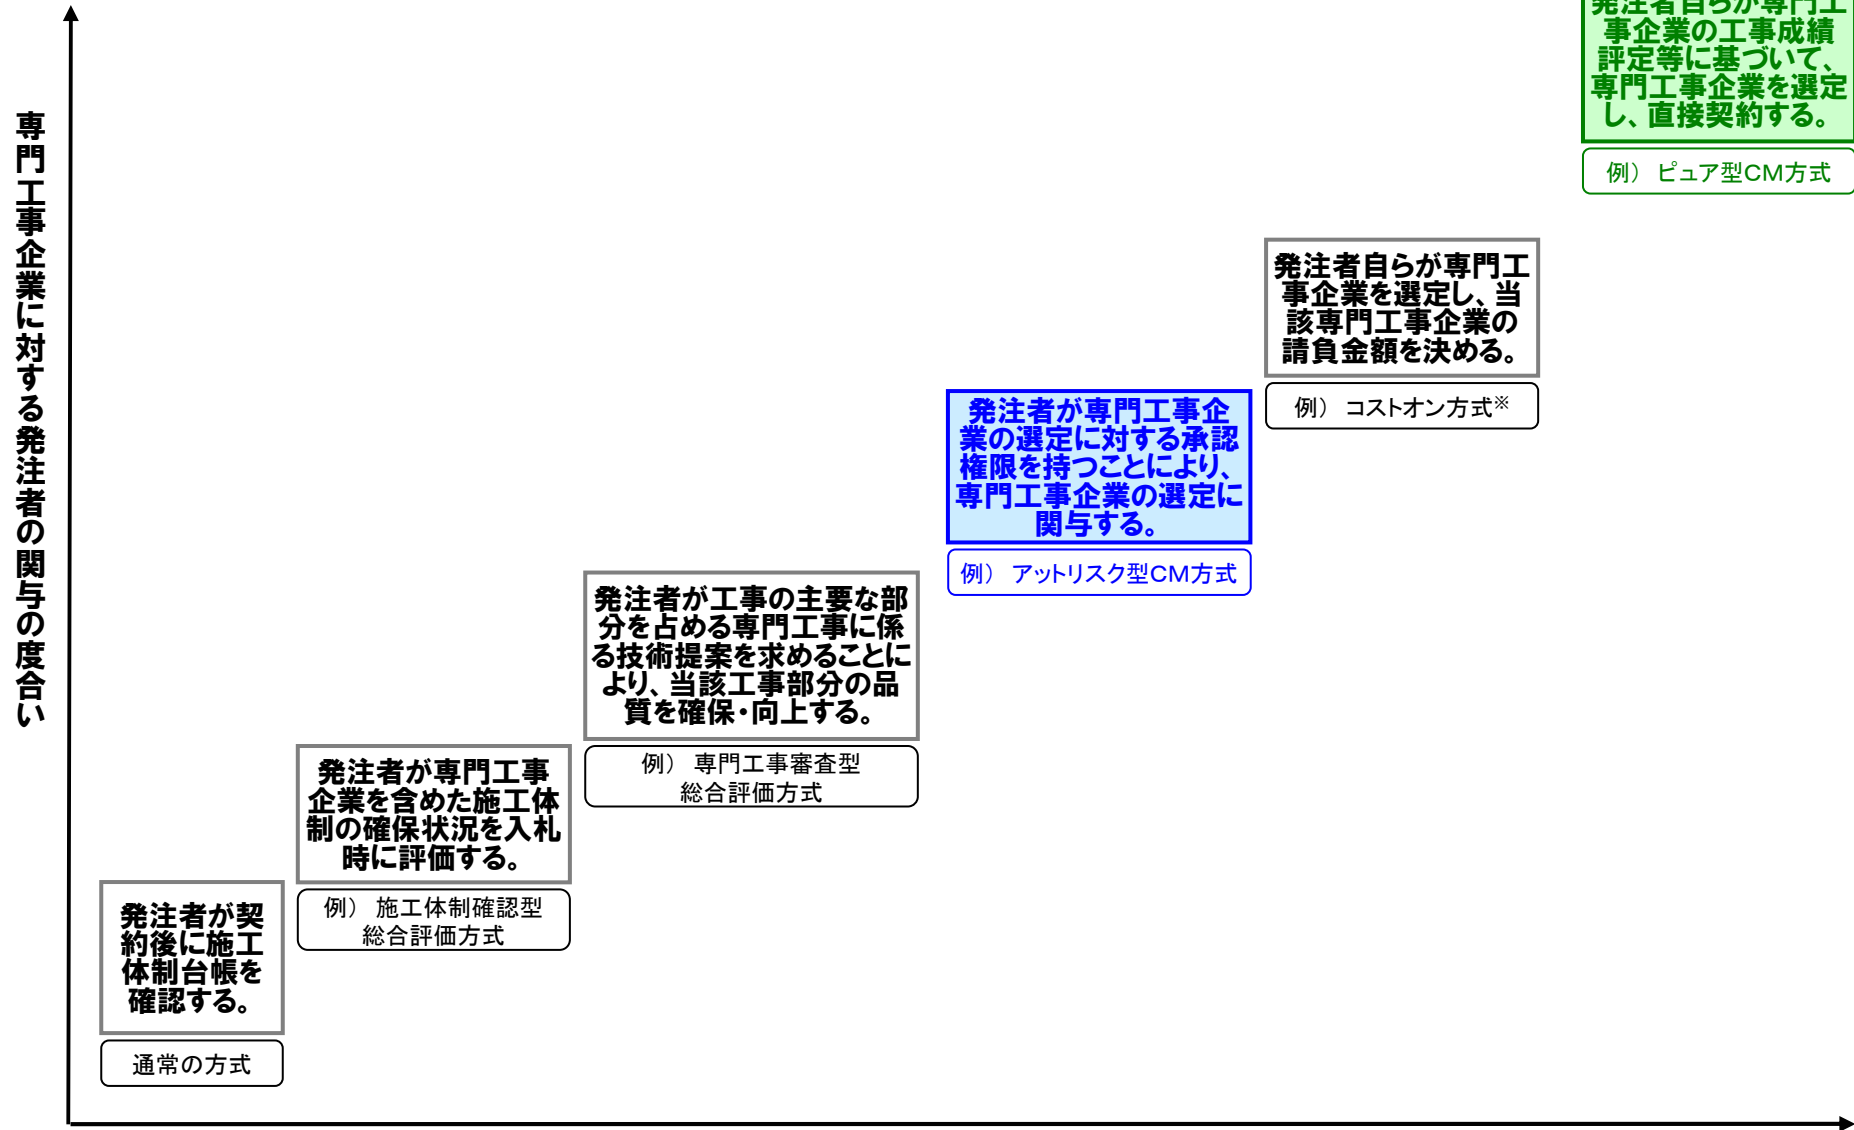 専門工事企業に対する発注者の関与の度合い
発注者自らが専門工
事企業の工事成績
評定等に基づいて、
専門工事企業を選定
し、直接契約する。
例） ピュア型CM方式
発注者自らが専門工
事企業を選定し、当
該専門工事企業の
請負金額を決める。
例） コストオン方式※
発注者が専門工事企
業の選定に対する承認
権限を持つことにより、
専門工事企業の選定に
関与する。
例） アットリスク型CM方式
発注者が工事の主要な部
分を占める専門工事に係
る技術提案を求めることに
より、当該工事部分の品
質を確保・向上する。
例） 専門工事審査型
総合評価方式
発注者が専門工事
企業を含めた施工体
制の確保状況を入札
時に評価する。
例） 施工体制確認型
総合評価方式
発注者が契
約後に施工
体制台帳を
確認する。
通常の方式